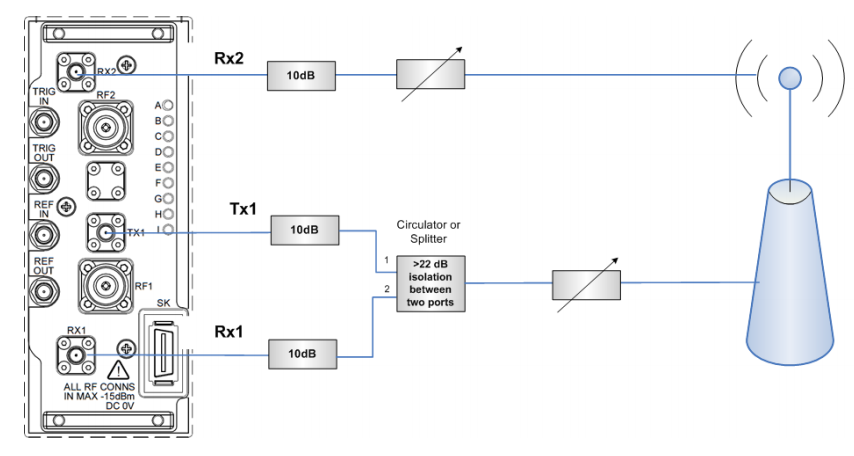 RX2
TRIG
IN
RF2
A
B
C
D
E
F
G
H
I
TRIG
OUT
REF
IN
TX1
REF
OUT
RF1
SK
RX1
ALL RF CONNS
IN MAX -15dBm
DC 0V
Rx2
10dB
Tx1
10dB
Circulator or
Splitter
1
2
>22 dB
isolation
between
two ports
Rx1
10dB